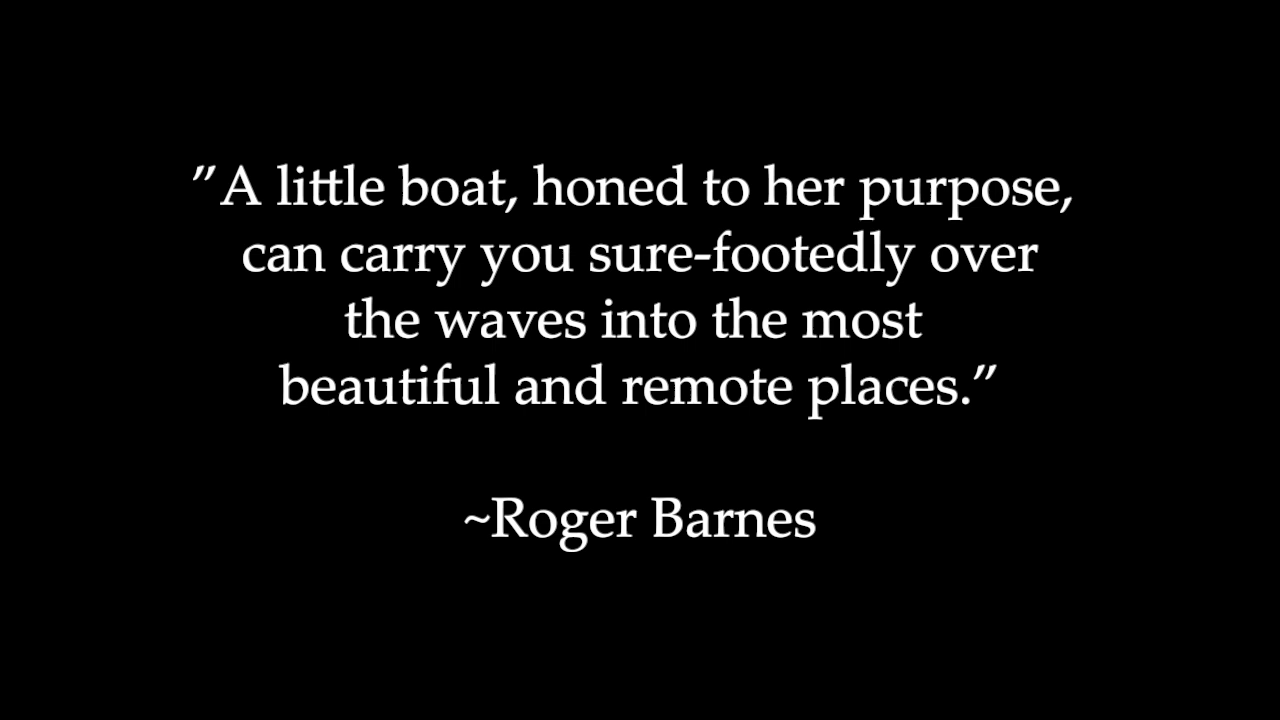 ”A little boat, honed to her purpose,
can carry you sure-footedly over
the waves into the most
beautiful and remote places.”
~Roger Barnes